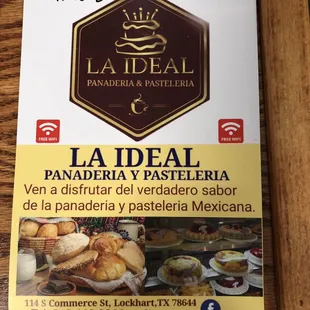 LA IDEAL
PANADERIA & PASTELERIA
FREE WIFI
FREE WIFI
LA IDEAL
PANADERIA Y PASTELERIA
Ven a disfrutar del verdadero sabor
de la panaderia y pasteleria Mexicana.
114 S Commerce St, Lockhart,TX 78644